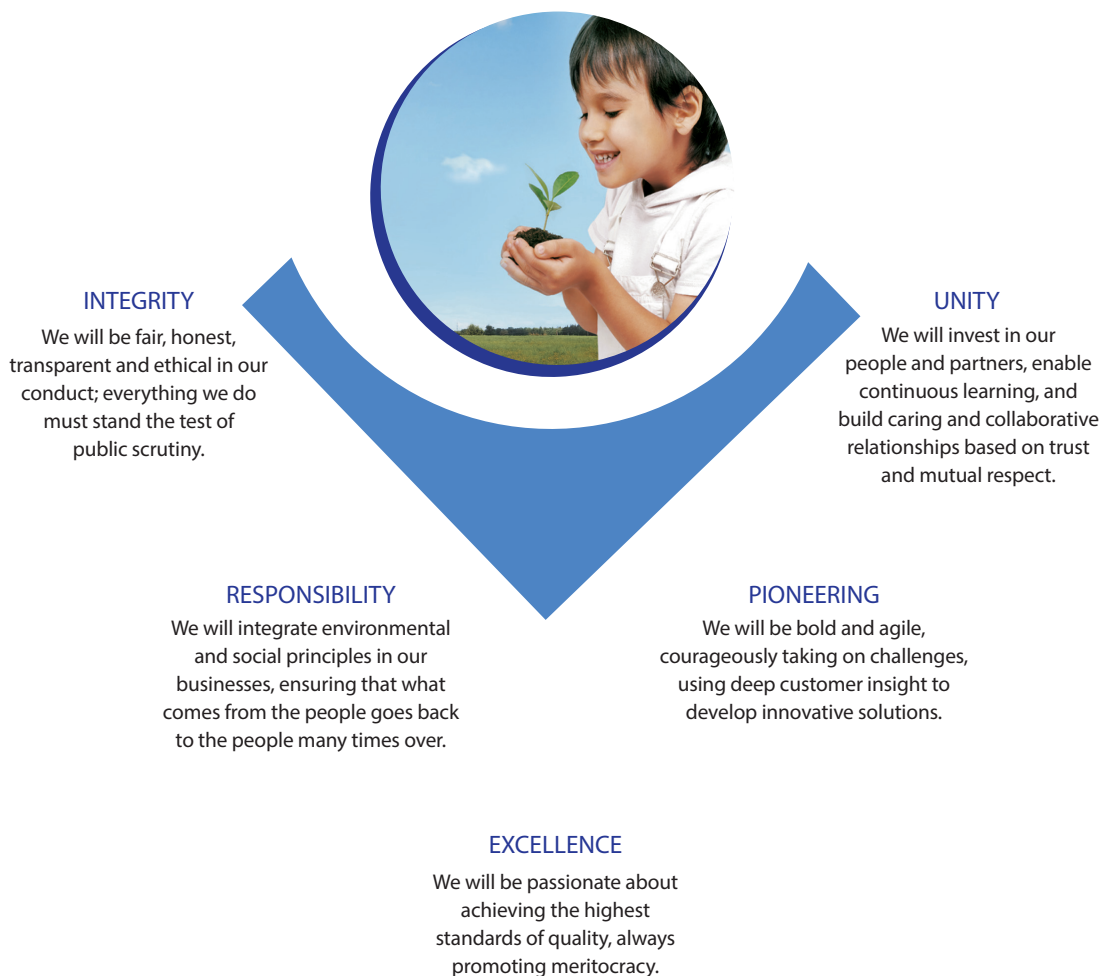 INTEGRITY
We will be fair, honest,
transparent and ethical in our
conduct; everything we do
must stand the test of
public scrutiny.
UNITY
We will invest in our
people and partners, enable
continuous learning, and
build caring and collaborative
relationships based on trust
and mutual respect.
RESPONSIBILITY
We will integrate environmental
and social principles in our
businesses, ensuring that what
comes from the people goes back
to the people many times over.
PIONEERING
We will be bold and agile,
courageously taking on challenges,
using deep customer insight to
develop innovative solutions.
EXCELLENCE
We will be passionate about
achieving the highest
standards of quality, always
promoting meritocracy.